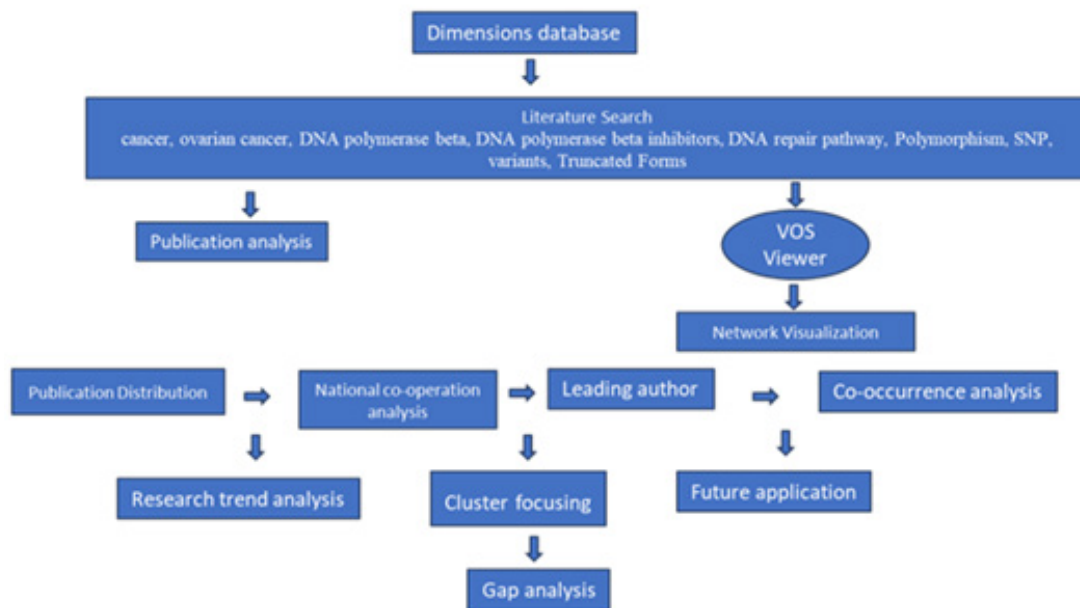 Dimensions database
Literature Search
cancer, ovarian cancer, DNA polymerase beta, DNA polymerase beta inhibitors, DNA repair pathway, Polymorphism, SNP,
variants, Truncated Forms
Publication analysis
VOS
Viewer
Network Visualization
Publication Distribution
National co-operation
analysis
Leading author
Co-occurrence analysis
Research trend analysis
Cluster focusing
Future application
Gap analysis